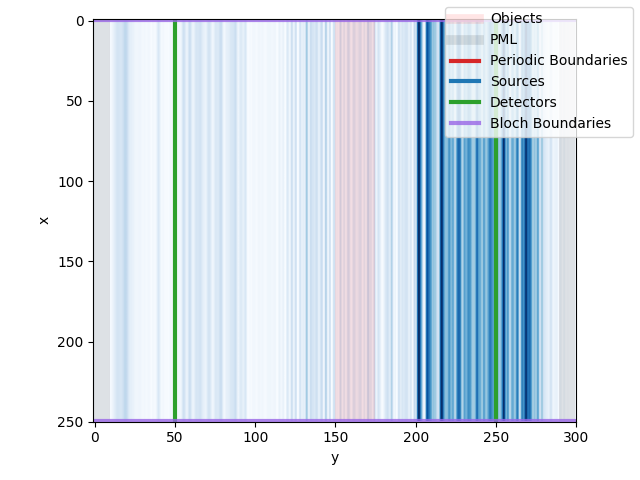 Objects
PML
Periodic Boundaries
Sources
Detectors
Bloch Boundaries
0
50
100
150
200
250
x
0 50 100 150 200 250 300
y